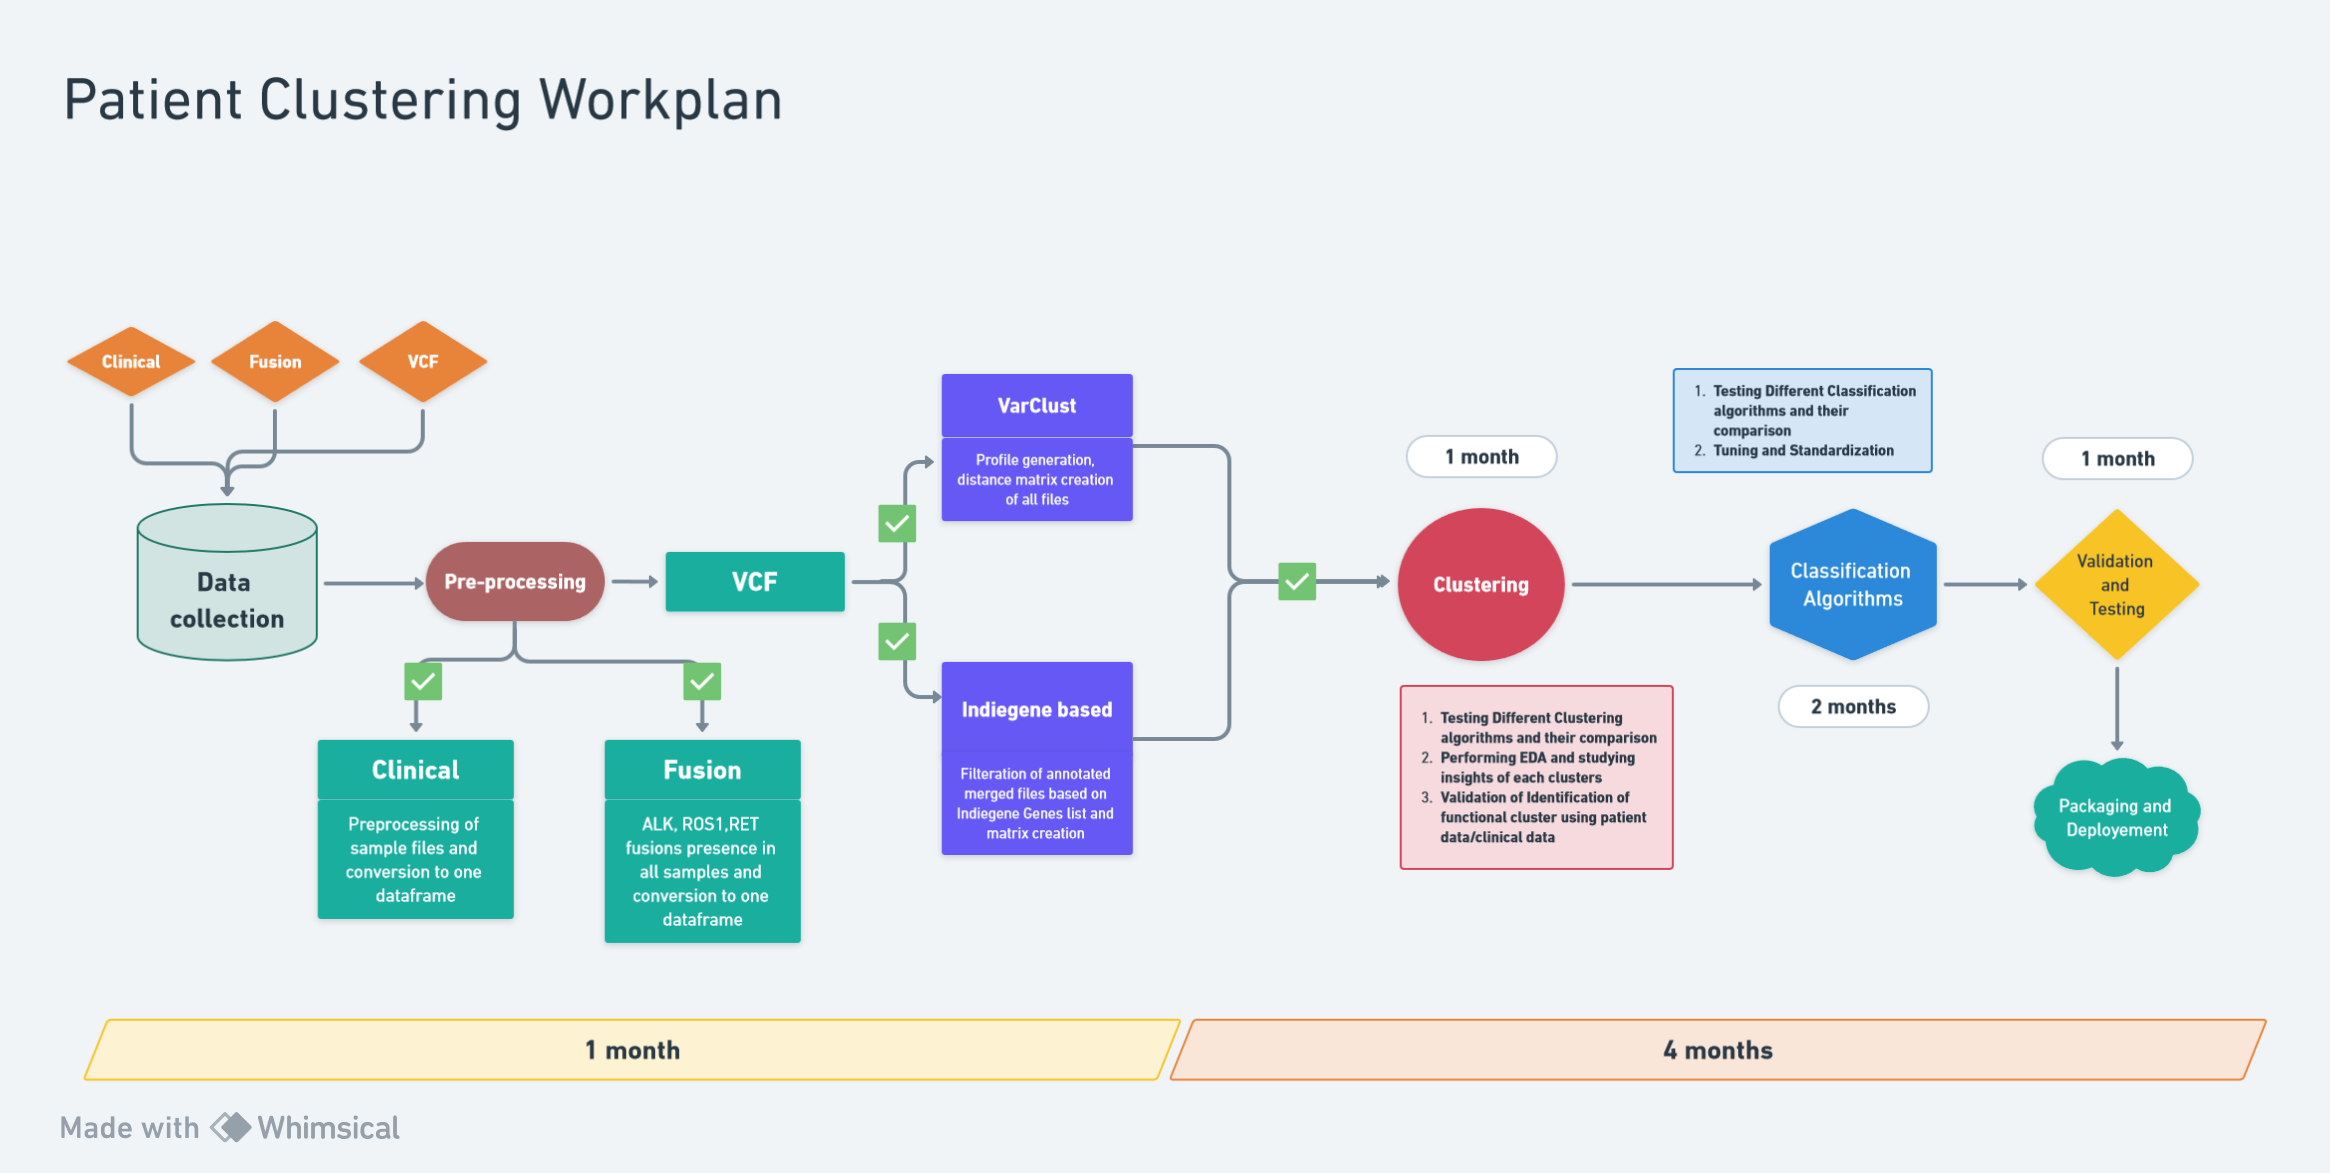 Patient Clustering Workplan
Clinical
Fusion
VCF
Data
collection
Pre-processing
VCF
Clinical
Preprocessing of
sample files and
conversion to one
dataframe
Fusion
ALK, ROS1,RET
fusions presence in
all samples and
conversion to one
dataframe
VarClust
Profile generation,
distance matrix creation
of all files
Indiegene based
Filteration of annotated
merged files based on
Indiegene Genes list and
matrix creation
1 month
Clustering
1. Testing Different Clustering
algorithms and their comparison
2. Performing EDA and studying
insights of each clusters
3. Validation of Identification of
functional cluster using patient
data/clinical data
1. Testing Different Classification
algorithms and their
comparison
2. Tuning and Standardization
Classification
Algorithms
2 months
1 month
Validation
and
Testing
Packaging and
Deployement
1 month
4 months
Made with Whimsical